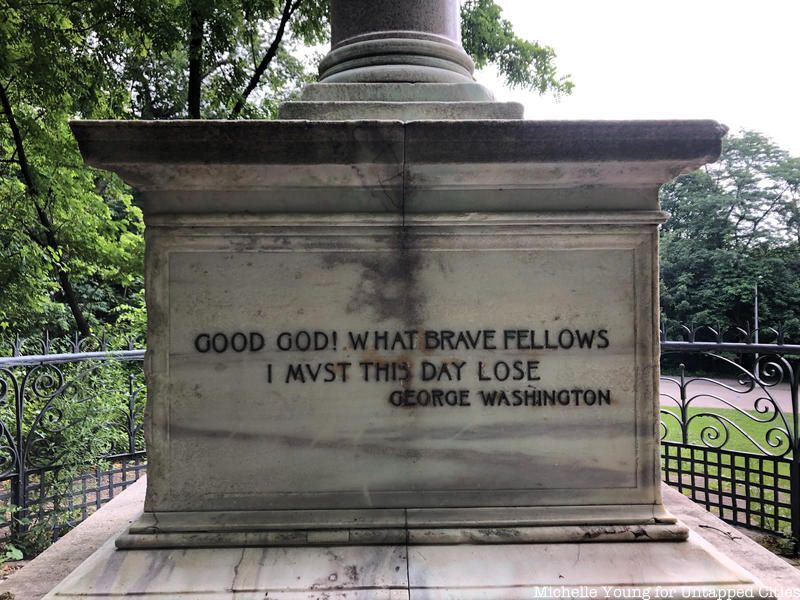 GOOD GOD! WHAT BRAVE FELLOWS
I MVST THIS DAY LOSE
GEORGE WASHINGTON
Michelle Young for Untapped Cities